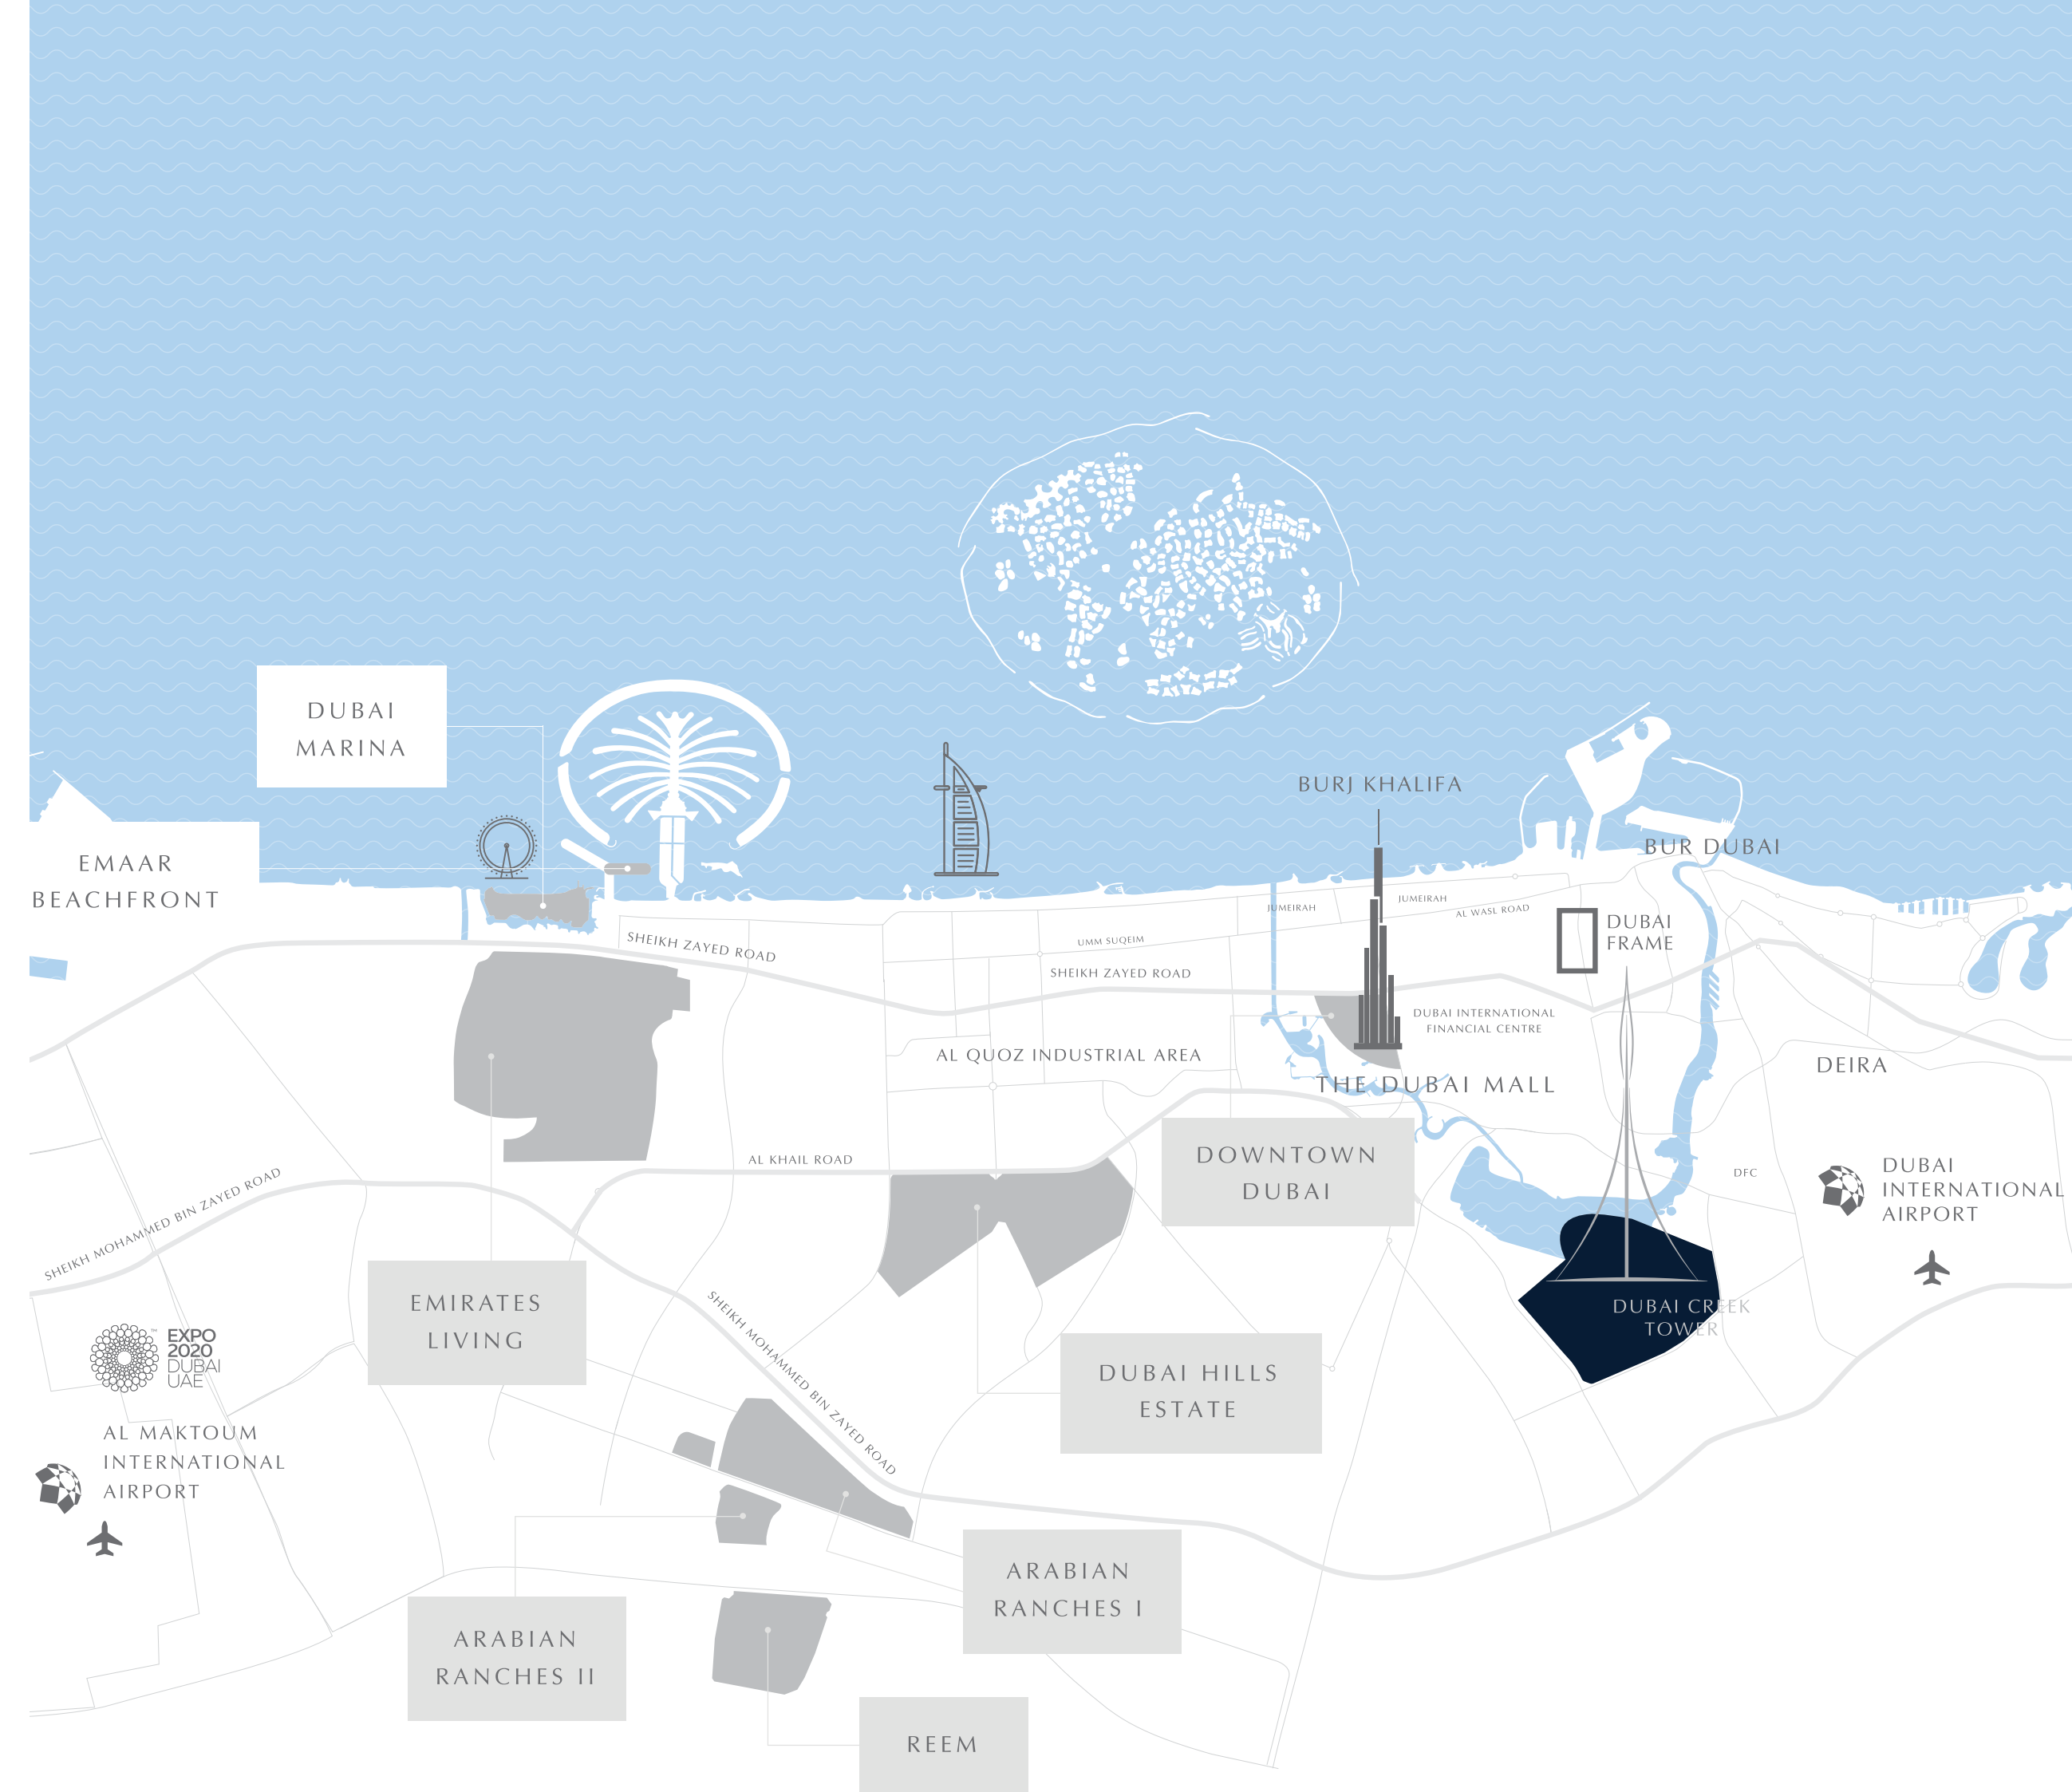 DUBAI
MARINA
BURJ KHALIFA
BUR DUBAI
EMAAR
BEACHFRONT
JUMEIRAH
JUMEIRAH
AL WASL ROAD
DUBAI
FRAME
SHEIKH ZAYED ROAD
UMM SUQEIM
SHEIKH ZAYED ROAD
DUBAI INTERNATIONAL
FINANCIAL CENTRE
AL QUOZ INDUSTRIAL AREA
DEIRA
THE DUBAI MALL
DOWNTOWN
DUBAI
AL KHAIL ROAD
DFC
DUBAI
INTERNATIONAL
AIRPORT
SHEIKH MOHAMMED BIN ZAYED ROAD
EMIRATES
LIVING
SHEIKH MOHAMMED BIN ZAYED ROAD
DUBAI CREEK
TOWER
EXPO
2020
DUBAI
UAE
™
DUBAI HILLS
ESTATE
AL MAKTOUM
INTERNATIONAL
AIRPORT
ARABIAN
RANCHES I
ARABIAN
RANCHES II
REEM